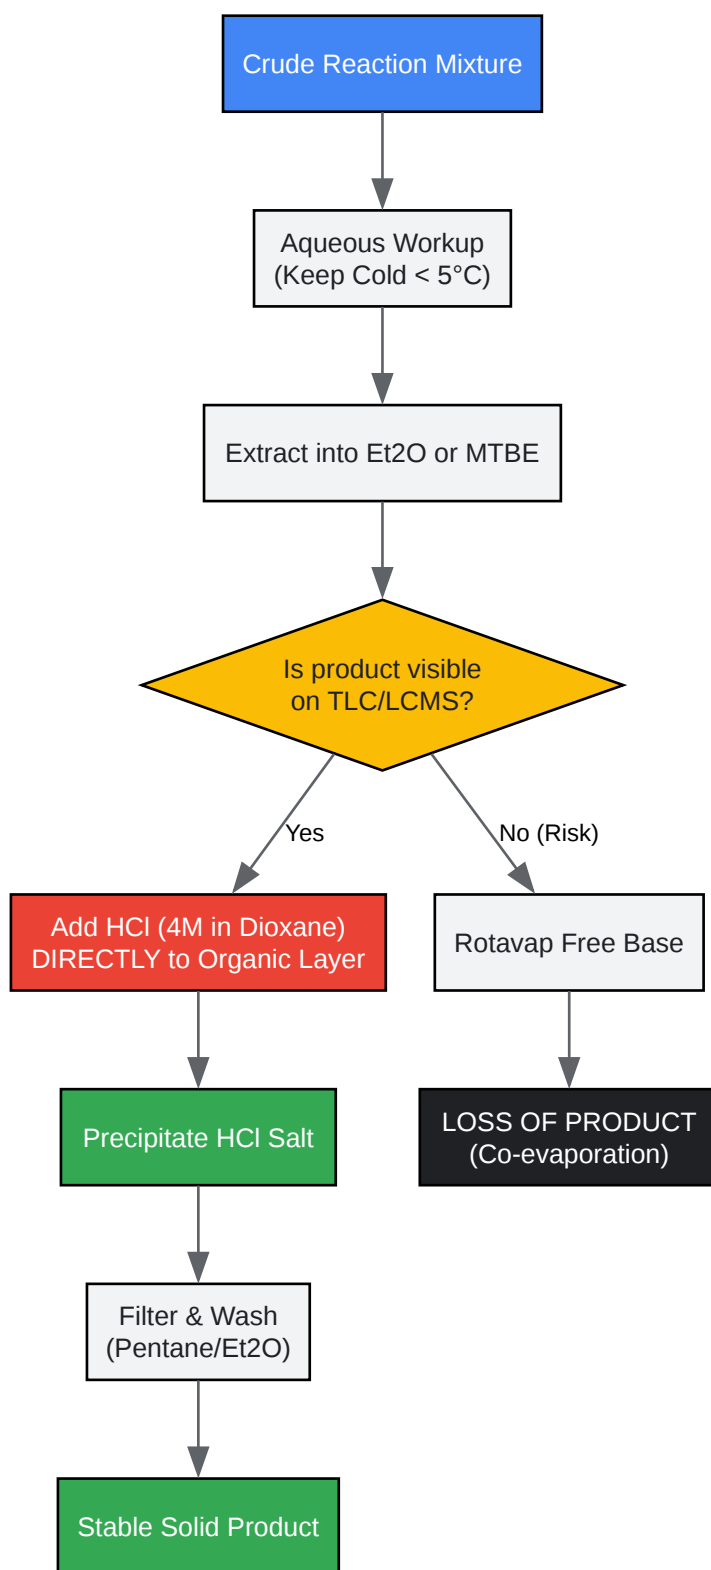 Crude Reaction Mixture
Aqueous Workup
(Keep Cold < 5°C)
Extract into Et2O or MTBE
Is product visible
on TLC/LCMS?
Yes
No (Risk)
Add HCl (4M in Dioxane)
DIRECTLY to Organic Layer
Rotavap Free Base
Precipitate HCl Salt
LOSS OF PRODUCT
(Co-evaporation)
Filter & Wash
(Pentane/Et2O)
Stable Solid Product